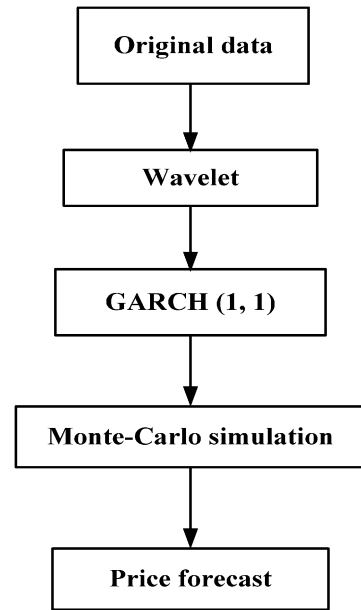 Original data
Wavelet
GARCH (1, 1)
Monte-Carlo simulation
Price forecast